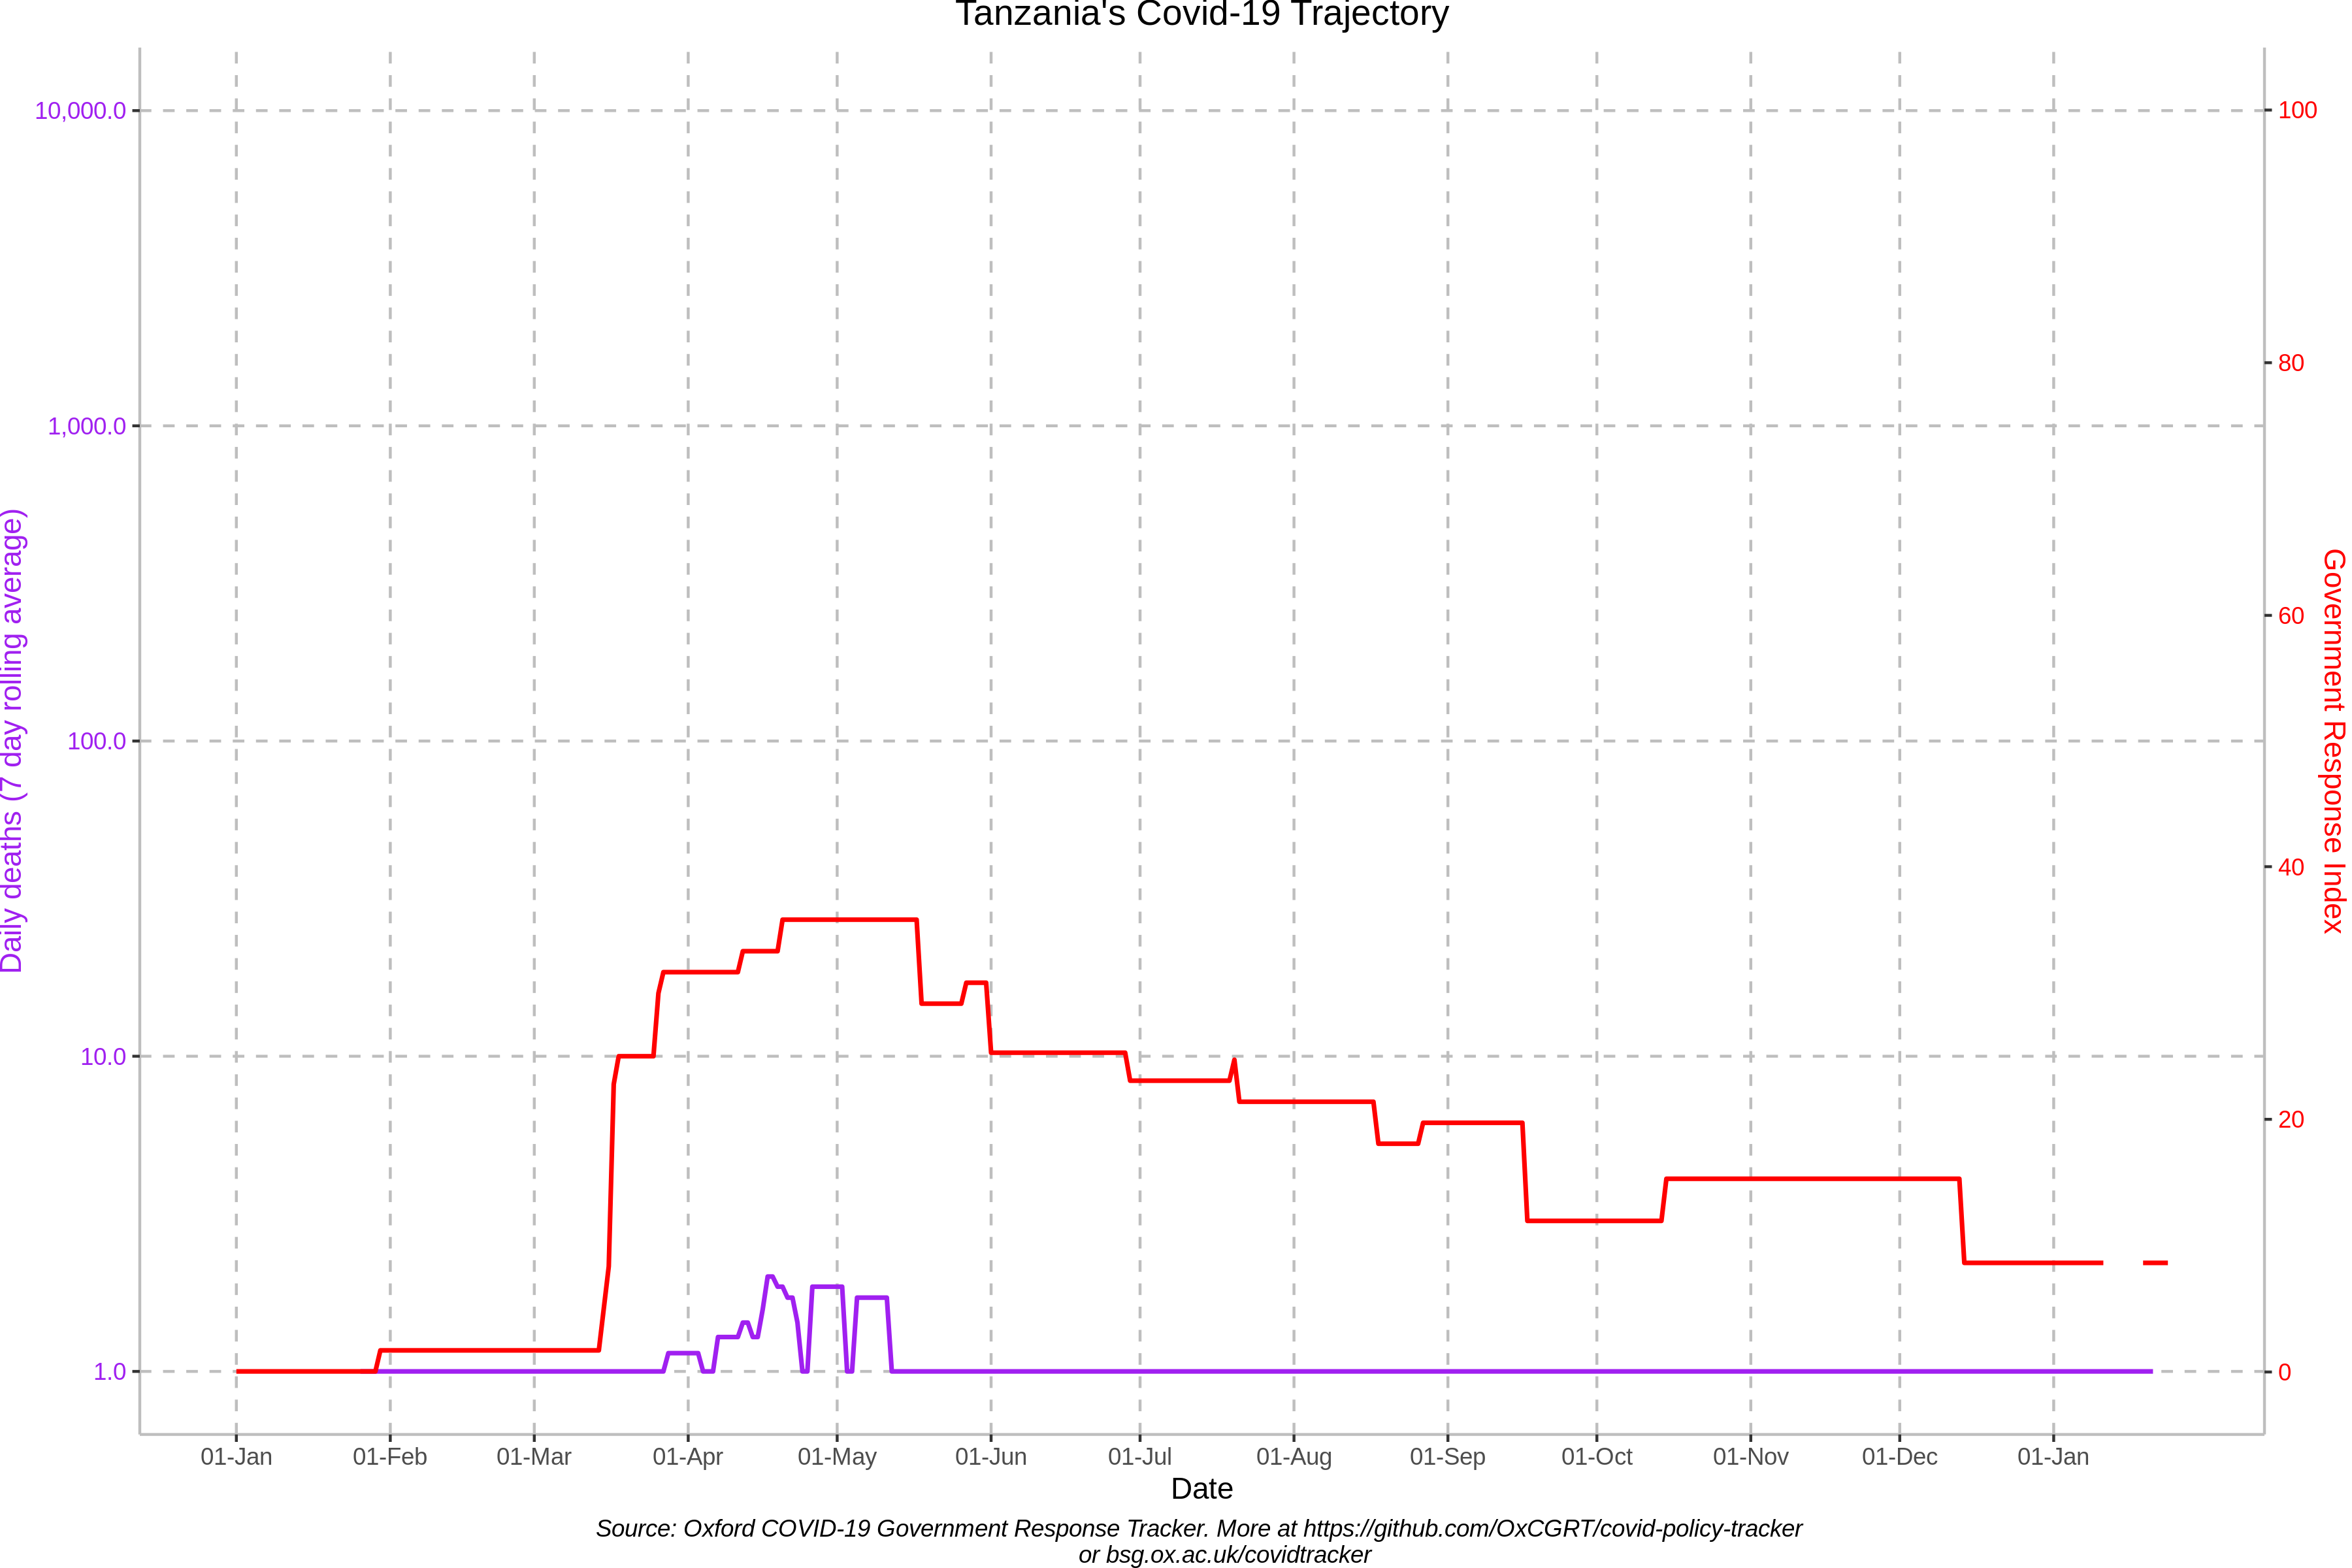 Tanzania's Covid-19 Trajectory
10,000.0
1,000.0
100.0
10.0
1.0
Daily deaths (7 day rolling average)
100
80
60
40
20
0
Government Response Index
01-Jan 01-Feb 01-Mar 01-Apr 01-May 01-Jun 01-Jul 01-Aug 01-Sep 01-Oct 01-Nov 01-Dec 01-Jan
Date
Source: Oxford COVID-19 Government Response Tracker. More at https://github.com/OxCGRT/covid-policy-tracker
or bsg.ox.ac.uk/covidtracker